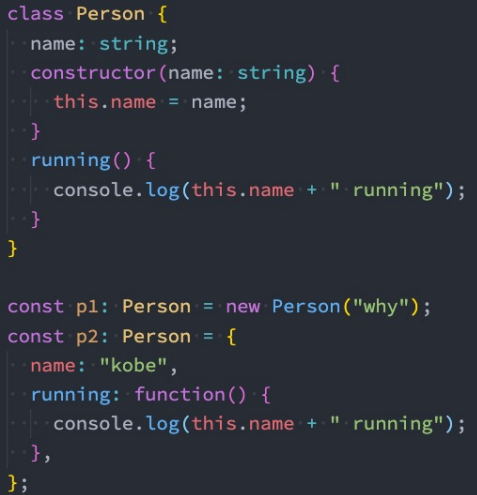 class Person {
  name: string;
  constructor(name: string) {
    this.name = name;
  }
  running() {
    console.log(this.name + " running");
  }
}

const p1: Person = new Person("why");
const p2: Person = {
  name: "kobe",
  running: function() {
    console.log(this.name + " running");
  },
};